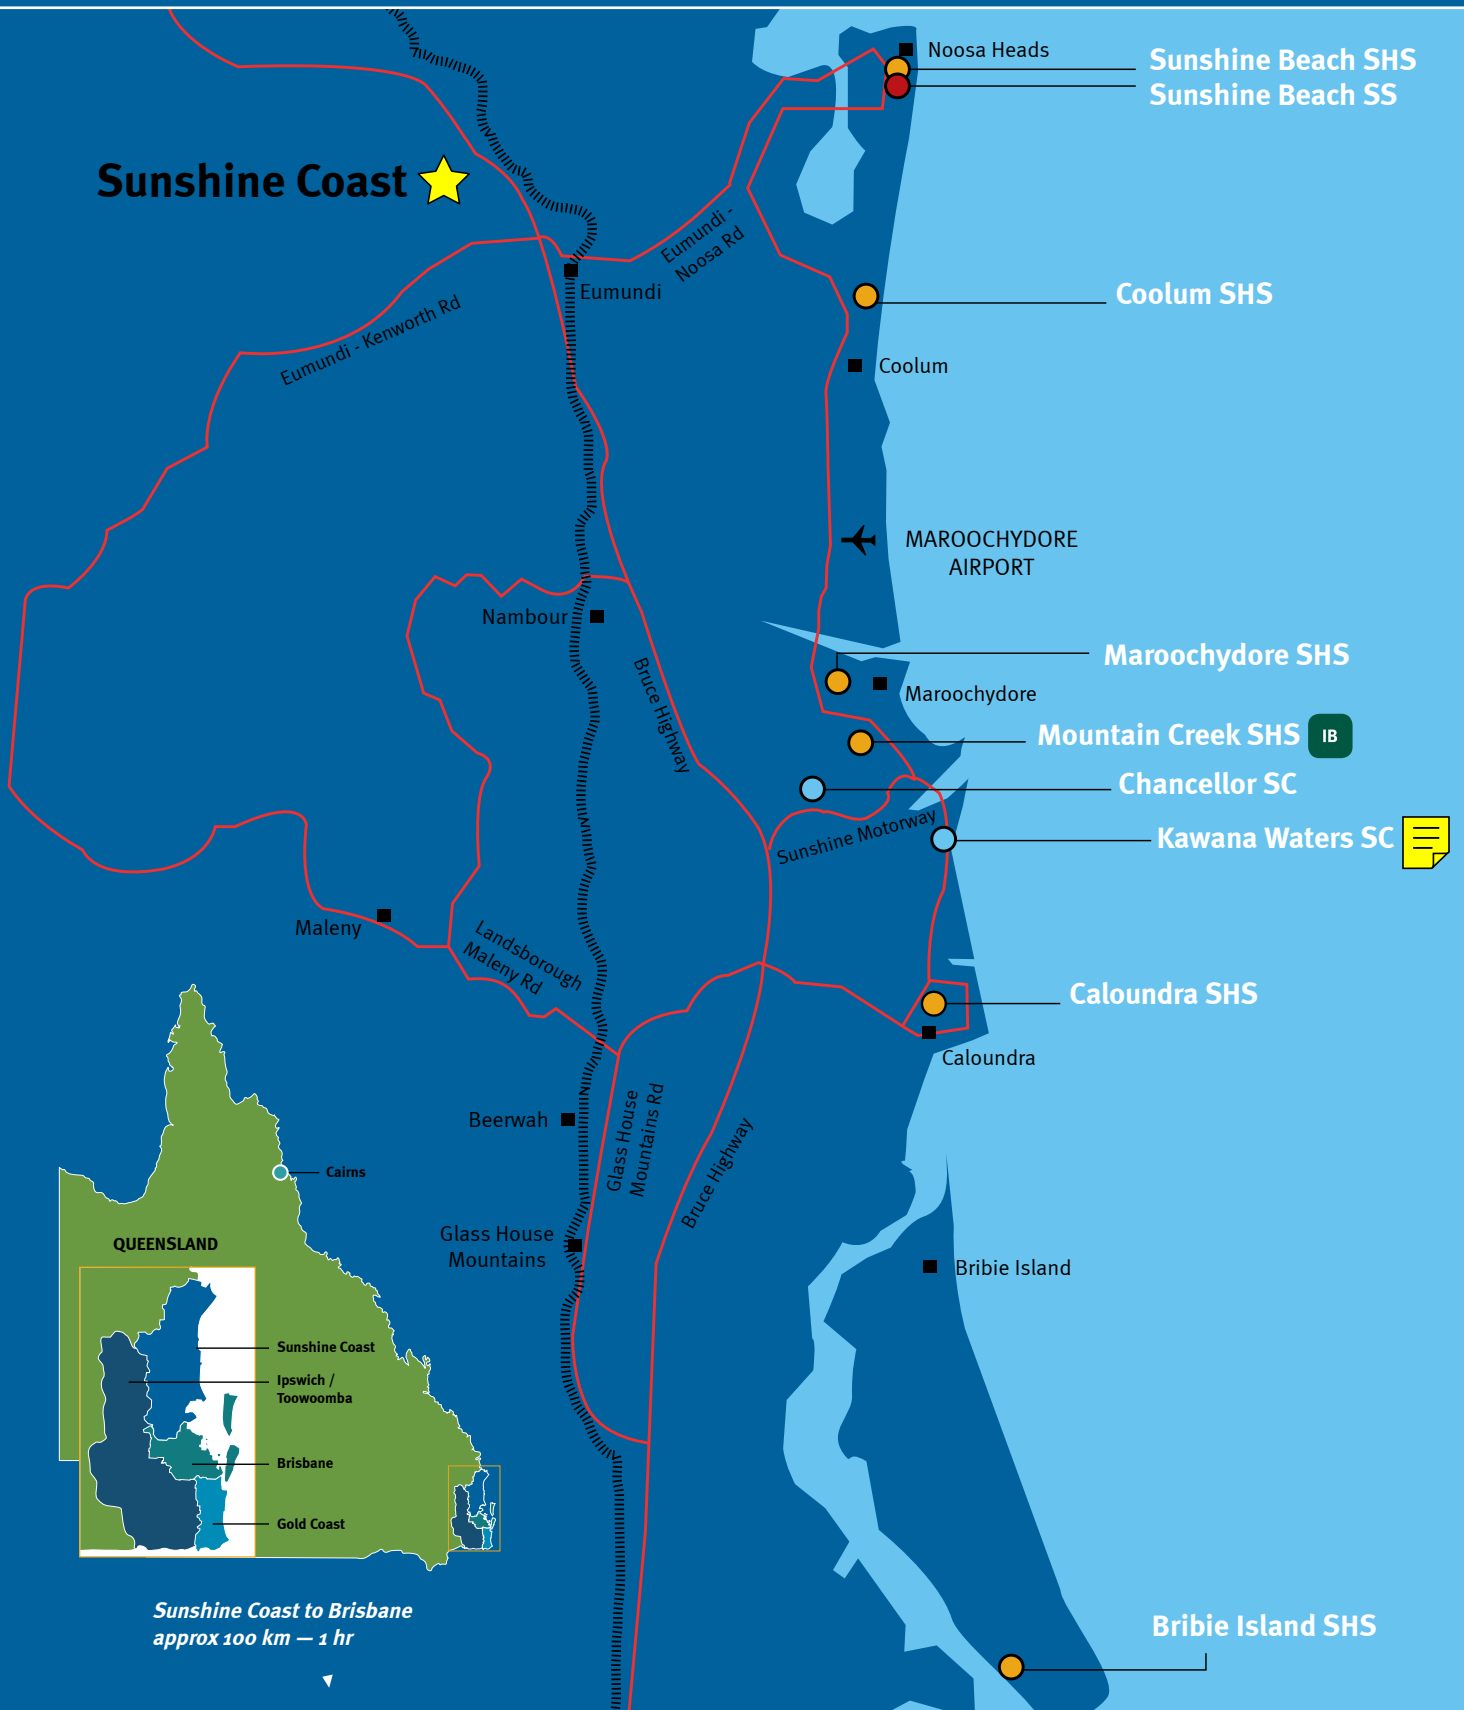 Noosa Heads
Sunshine Beach SHS
Sunshine Beach SS
Sunshine Coast
Eumundi -
Noosa Rd
Eumundi
Coolum SHS
Eumundi - Kenworth Rd
Coolum
MAROOCHYDORE
AIRPORT
Nambour
Bruce Highway
Maroochydore SHS
Maroochydore
Mountain Creek SHS
IB
Chancellor SC
Sunshine Motorway
Kawana Waters SC
Maleny
Landsborough
Maleny Rd
Caloundra SHS
Caloundra
Beerwah
Glass House
Mountains Rd
Bruce Highway
Cairns
QUEENSLAND
Glass House
Mountains
Bribie Island
Sunshine Coast
Ipswich /
Toowoomba
Brisbane
Gold Coast
Sunshine Coast to Brisbane
approx 100 km — 1 hr
Bribie Island SHS